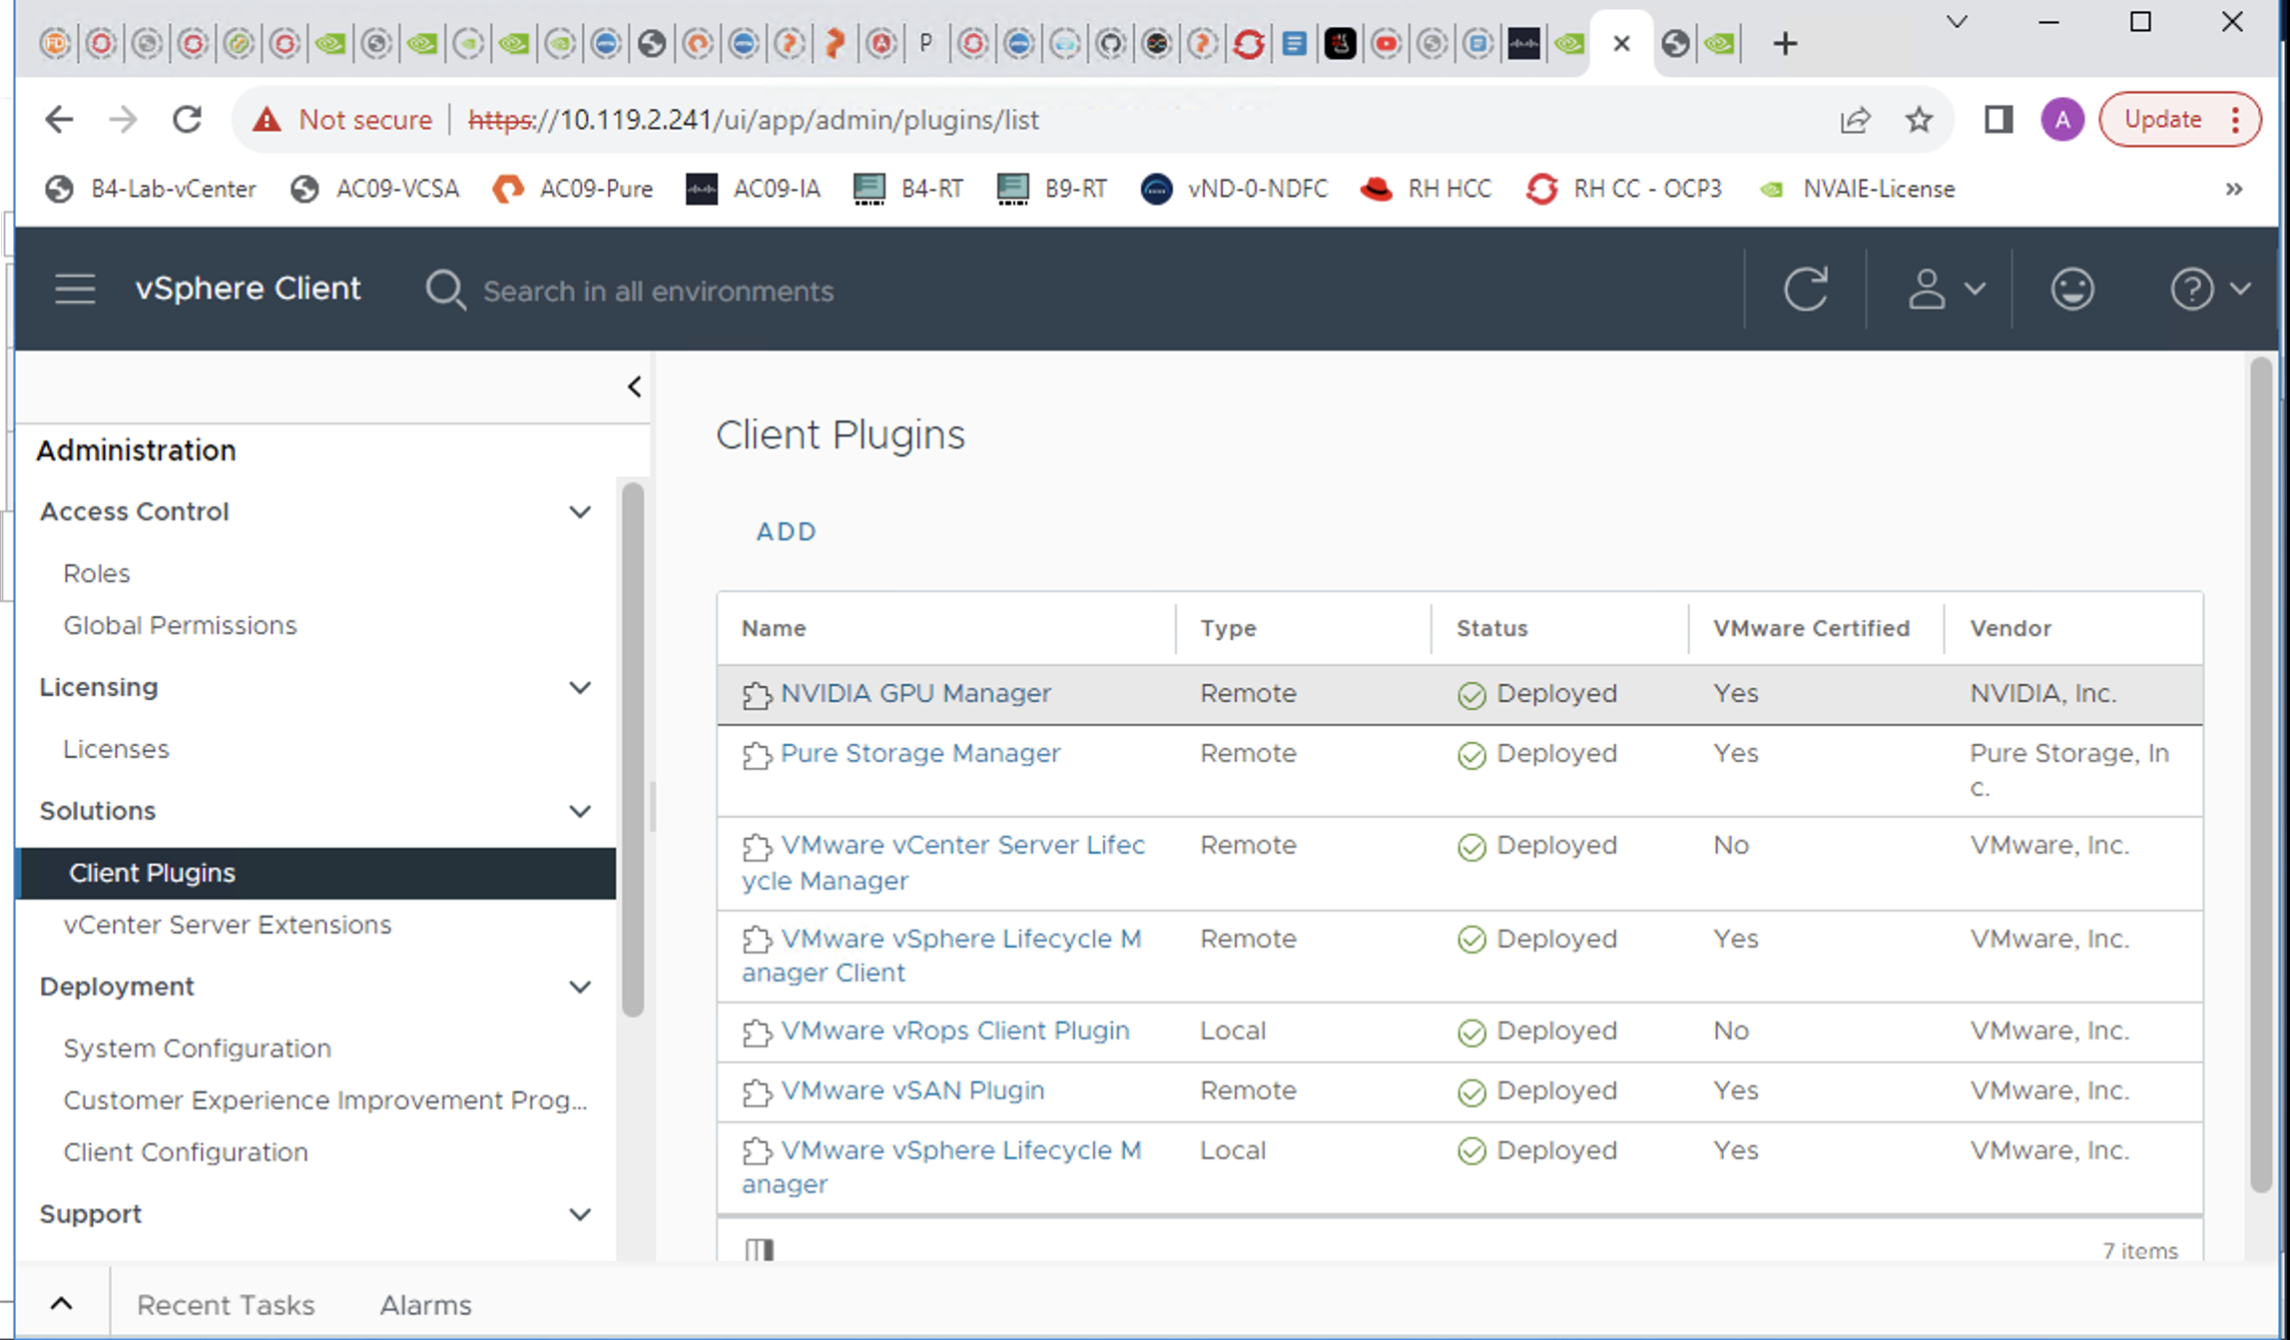 P
Not secure
https://10.119.2.241/ui/app/admin/plugins/list
A
Update
B4-Lab-vCenter
AC09-VCSA
AC09-Pure
AC09-IA
B4-RT
B9-RT
vND-0-NDFC
RH HCC
RH CC - OCP3
NVAIE-License
»
vSphere Client
Search in all environments
Administration
Access Control
Roles
Global Permissions
Licensing
Licenses
Solutions
Client Plugins
vCenter Server Extensions
Deployment
System Configuration
Customer Experience Improvement Prog...
Client Configuration
Support
Client Plugins
ADD
Name Type Status VMware Certified Vendor
NVIDIA GPU Manager Remote Deployed Yes NVIDIA, Inc.
Pure Storage Manager Remote Deployed Yes Pure Storage, In
c.
VMware vCenter Server Lifec Remote Deployed No VMware, Inc.
ycle Manager
VMware vSphere Lifecycle M Remote Deployed Yes VMware, Inc.
anager Client
VMware vRops Client Plugin Local Deployed No VMware, Inc.
VMware vSAN Plugin Remote Deployed Yes VMware, Inc.
VMware vSphere Lifecycle M Local Deployed Yes VMware, Inc.
anager
7 items
Recent Tasks Alarms